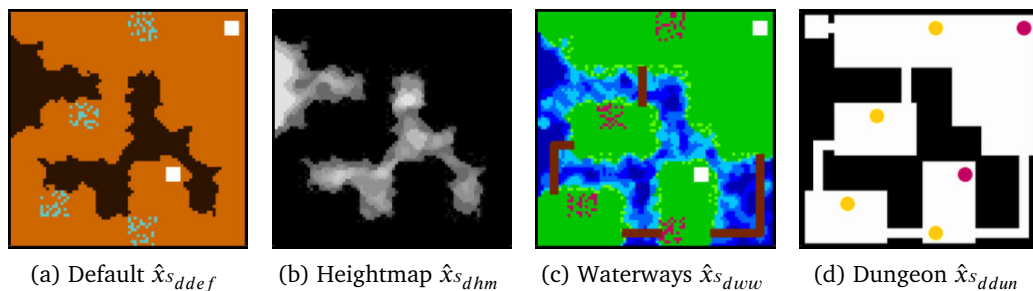 (a) Default x̂s_ddef
(b) Heightmap x̂s_dhm
(c) Waterways x̂s_dww
(d) Dungeon x̂s_ddun